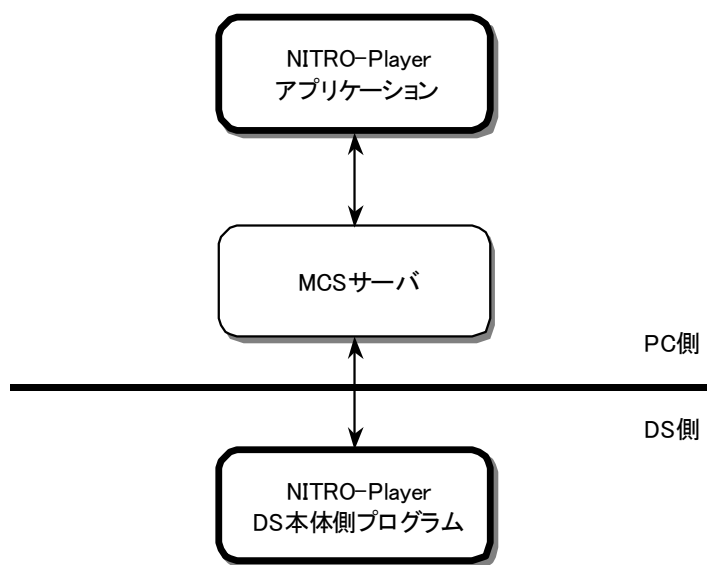 NITRO-Player
アプリケーション
MCSサーバ
PC側
DS側
NITRO-Player
DS本体側プログラム